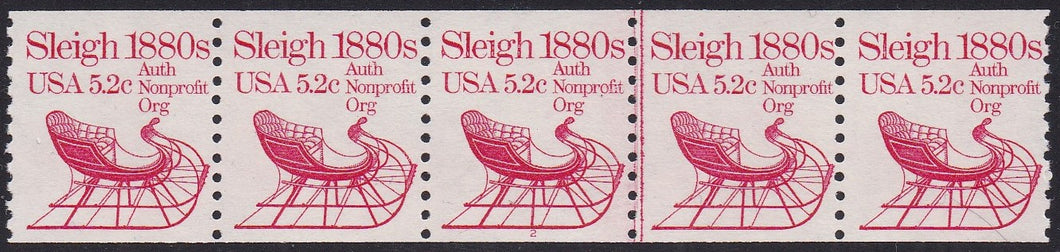 Sleigh 1880s Sleigh 1880s Sleigh 1880s Sleigh 1880s Sleigh 1880s
USA 5.2c Auth Nonprofit Org USA 5.2c Auth Nonprofit Org USA 5.2c Auth Nonprofit Org USA 5.2c Auth Nonprofit Org USA 5.2c Auth Nonprofit Org
2